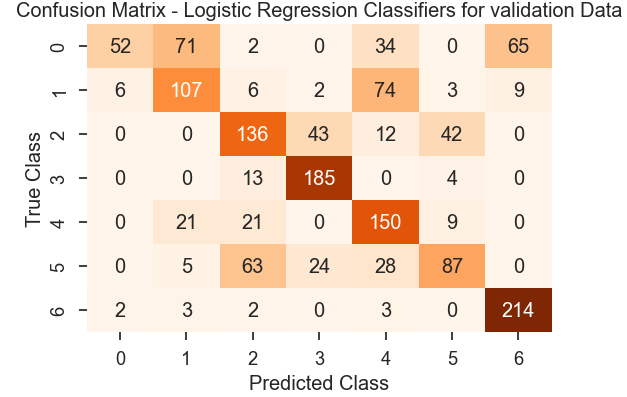 Confusion Matrix - Logistic Regression Classifiers for validation Data
0 52 71 2 0 34 0 65
1 6 107 6 2 74 3 9
2 0 0 136 43 12 42 0
3 0 0 13 185 0 4 0
4 0 21 21 0 150 9 0
5 0 5 63 24 28 87 0
6 2 3 2 0 3 0 214
True Class
0 1 2 3 4 5 6
Predicted Class